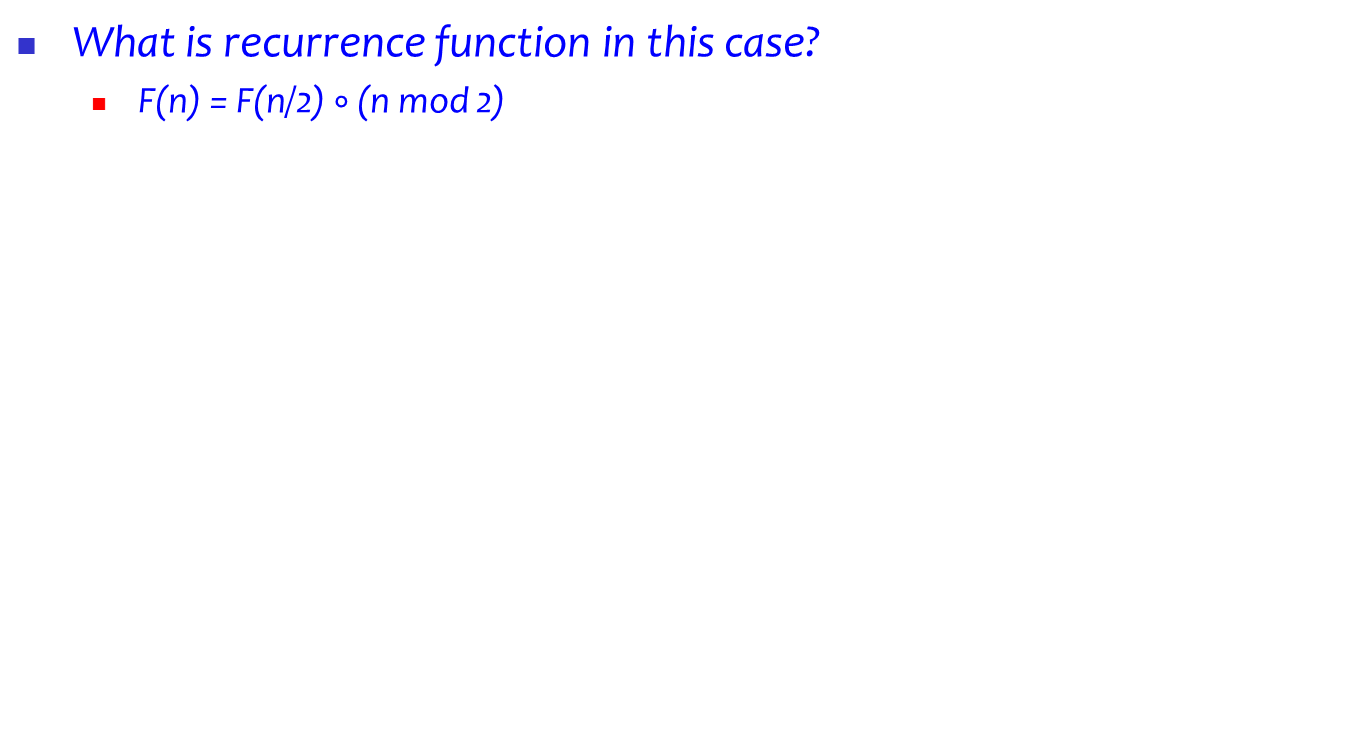 What is recurrence function in this case?
F(n) = F(n/2) ∘ (n mod 2)